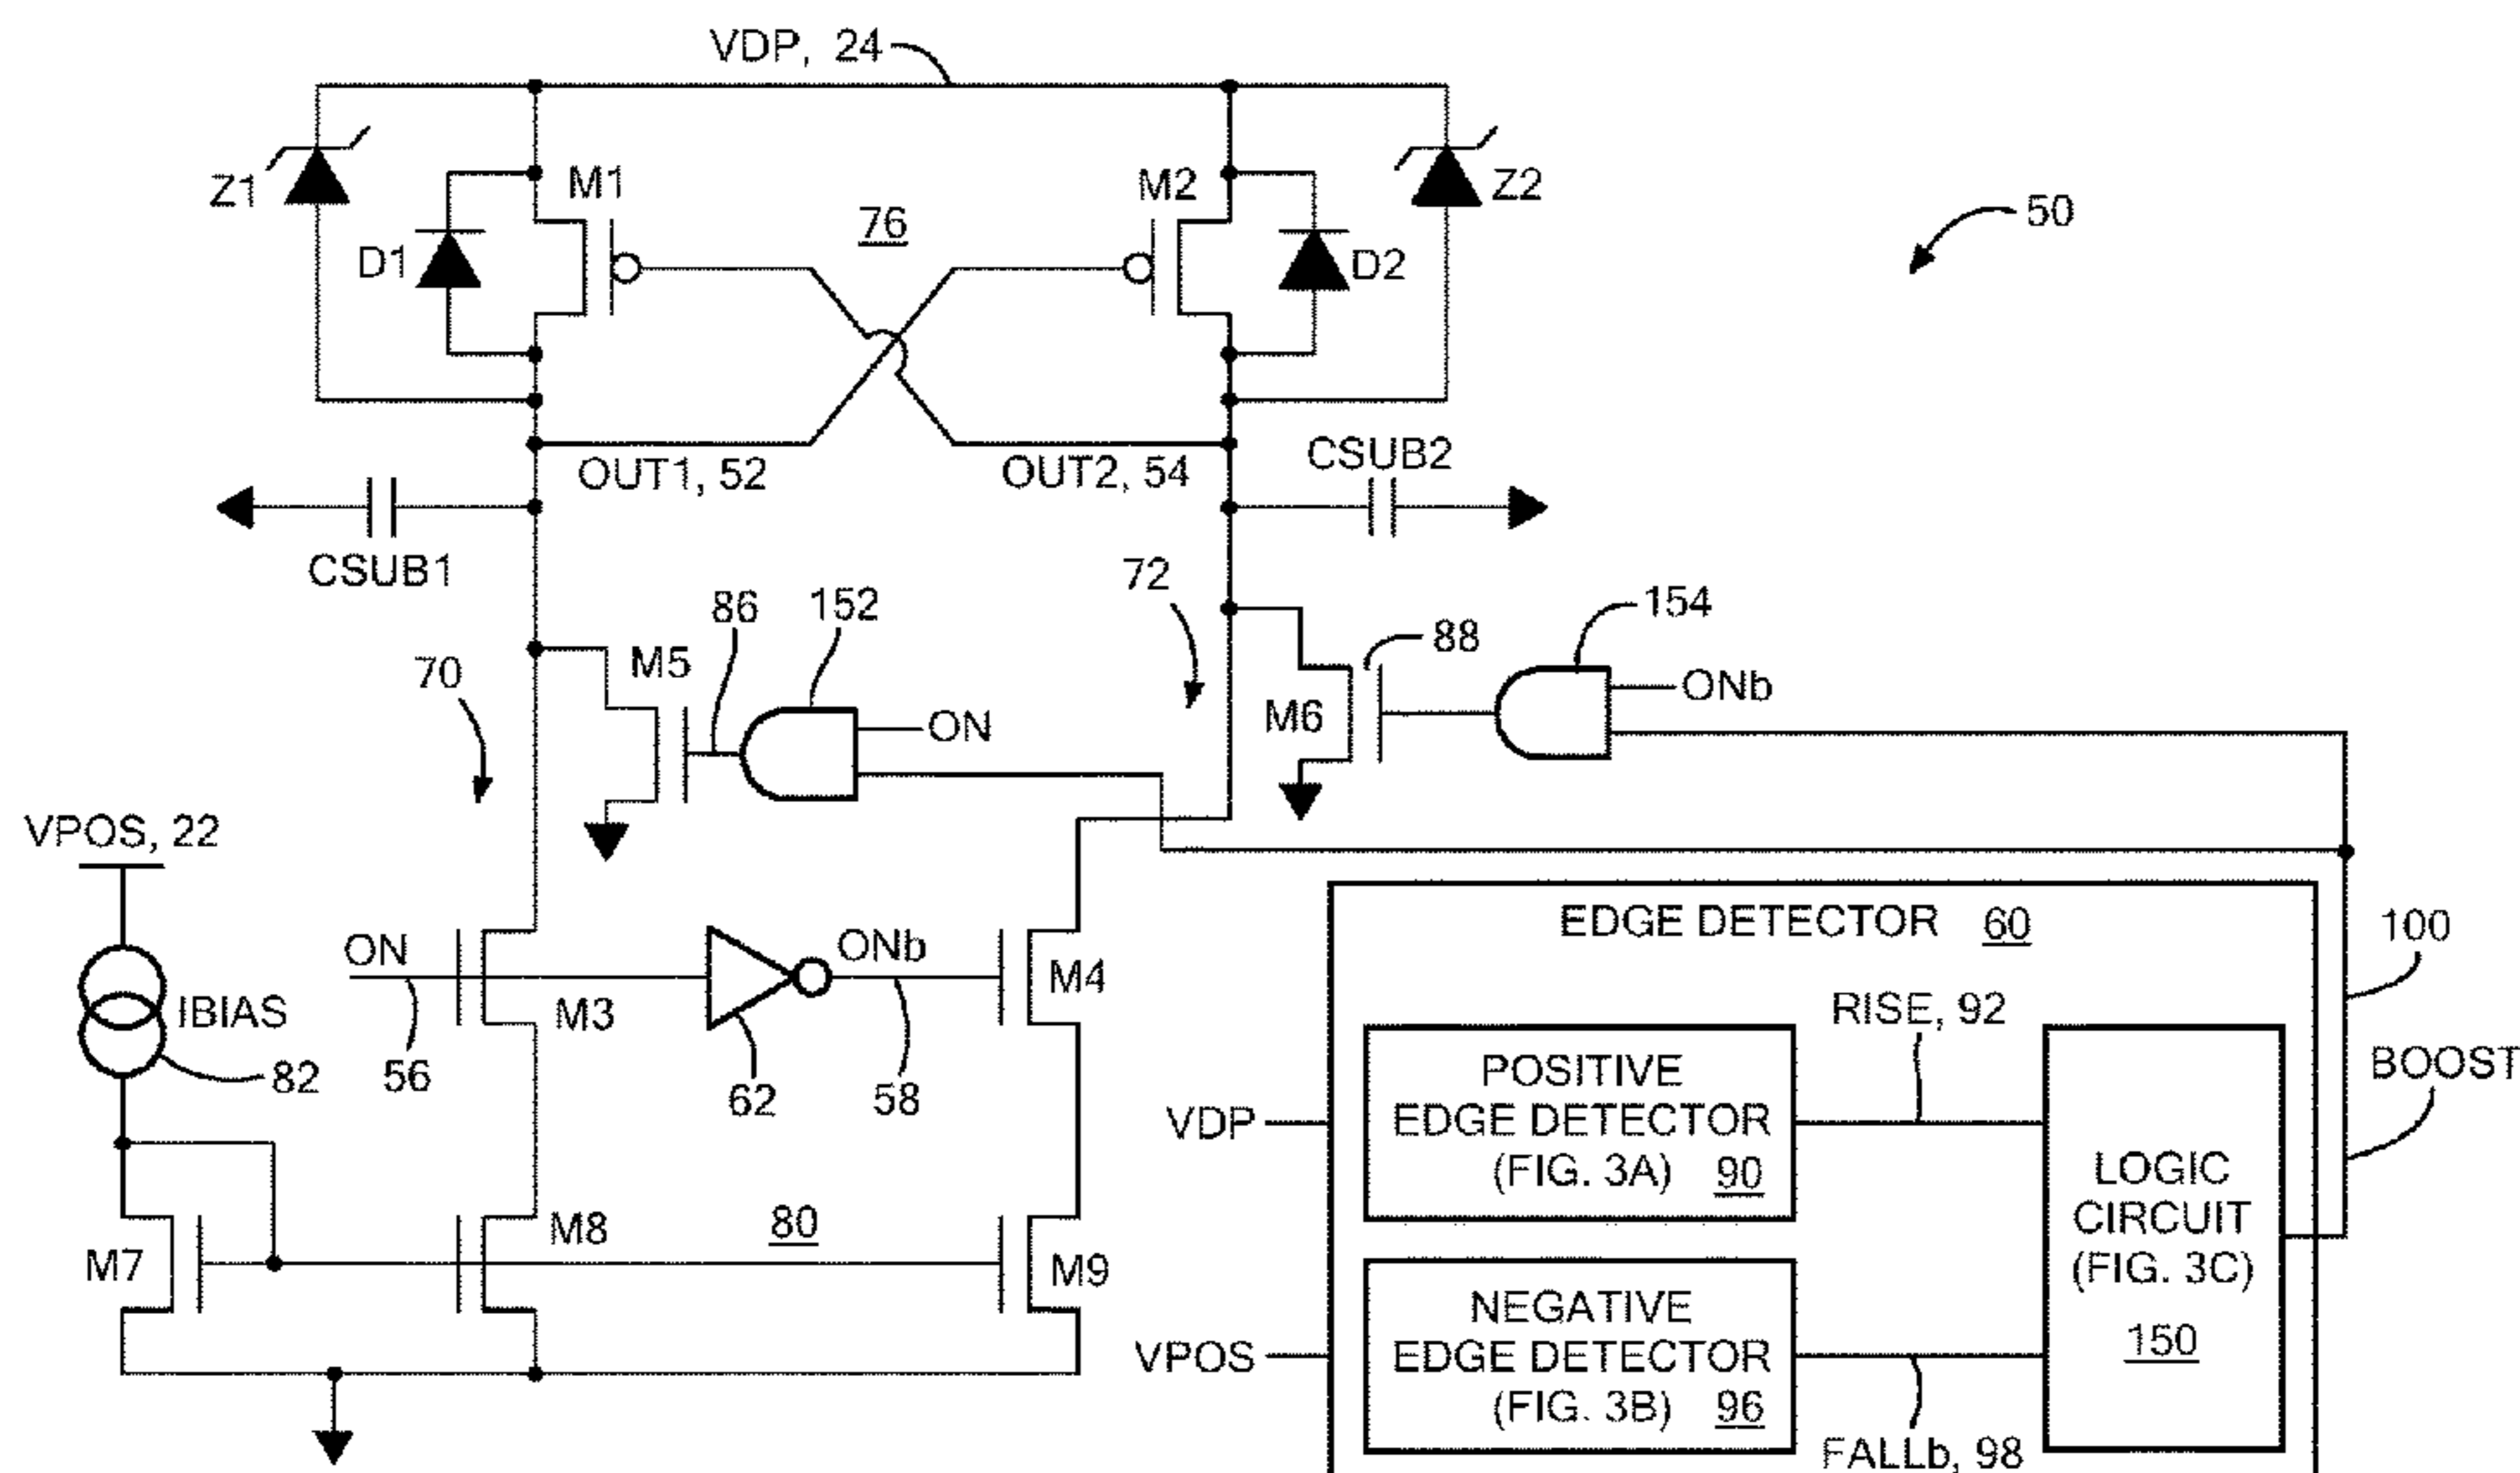 VDP, 24
Z1
M1
M2
Z2
76
50
D1
D2
OUT1, 52
OUT2, 54
CSUB2
CSUB1
72
86
152
154
88
M5
70
ONb
M6
ON
VPOS, 22
EDGE DETECTOR 60
100
ON
ONb
M4
IBIAS
M3
RISE, 92
82
56
62
58
BOOST
POSITIVE
EDGE DETECTOR
(FIG. 3A) 90
VDP
LOGIC
CIRCUIT
(FIG. 3C)
150
M8
80
M7
M9
NEGATIVE
EDGE DETECTOR
(FIG. 3B) 96
VPOS
FALLb, 98